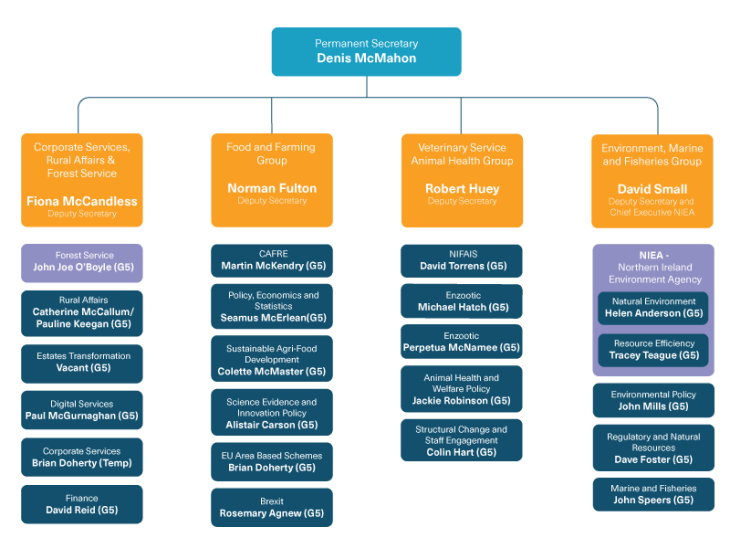 Permanent Secretary
Denis McMahon
Corporate Services,
Rural Affairs &
Forest Service
Fiona McCandless
Deputy Secretary
Forest Service
John Joe O'Boyle (G5)
Rural Affairs
Catherine McCallum/
Pauline Keegan (G5)
Estates Transformation
Vacant (G5)
Digital Services
Paul McGurnaghan (G5)
Corporate Services
Brian Doherty (Temp)
Finance
David Reid (G5)
Food and Farming
Group
Norman Fulton
Deputy Secretary
CAFRE
Martin McKendry (G5)
Policy, Economics and
Statistics
Seamus McErlean(G5)
Sustainable Agri-Food
Development
Colette McMaster (G5)
Science Evidence and
Innovation Policy
Alistair Carson (G5)
EU Area Based Schemes
Brian Doherty (G5)
Brexit
Rosemary Agnew (G5)
Veterinary Service
Animal Health Group
Robert Huey
Deputy Secretary
NIFAIS
David Torrens (G5)
Enzootic
Michael Hatch (G5)
Enzootic
Perpetua McNamee (G5)
Animal Health and
Welfare Policy
Jackie Robinson (G5)
Structural Change and
Staff Engagement
Colin Hart (G5)
Environment, Marine
and Fisheries Group
David Small
Deputy Secretary and
Chief Executive NIEA
NIEA -
Northern Ireland
Environment Agency
Natural Environment
Helen Anderson (G5)
Resource Efficiency
Tracey Teague (G5)
Environmental Policy
John Mills (G5)
Regulatory and Natural
Resources
Dave Foster (G5)
Marine and Fisheries
John Speers (G5)